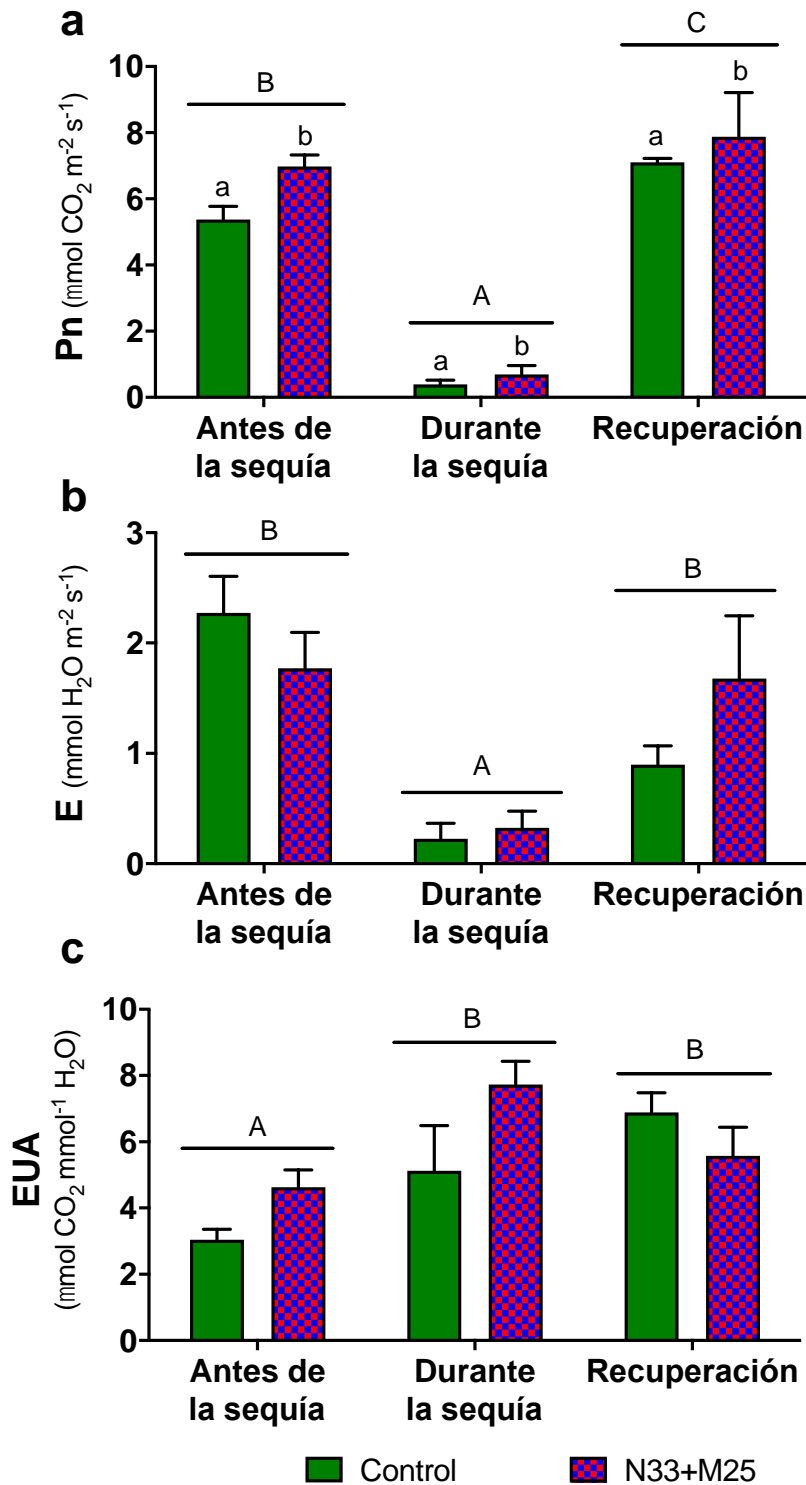 a
Pn (mmol CO2 m-2 s-1)
10
8
6
4
2
0
B
a b
A
a b
C
a b
Antes de
la sequía
Durante
la sequía
Recuperación
b
E (mmol H2O m-2 s-1)
3
2
1
0
B
A
B
Antes de
la sequía
Durante
la sequía
Recuperación
c
EUA
(mmol CO2 mmol-1 H2O)
10
8
6
4
2
0
A
B
B
Antes de
la sequía
Durante
la sequía
Recuperación
Control
N33+M25